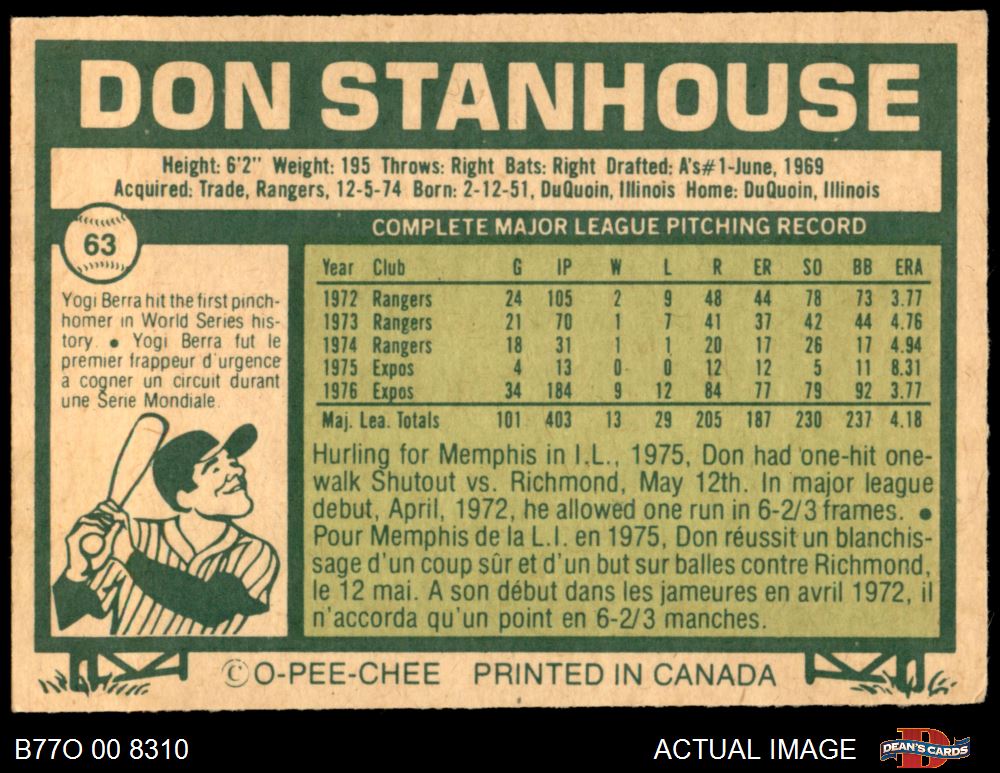 DON STANHOUSE
Height: 6'2" Weight: 195 Throws: Right Bats: Right Drafted: A's#1-June, 1969
Acquired: Trade, Rangers, 12-5-74 Born: 2-12-51, DuQuoin, Illinois Home: DuQuoin, Illinois
63
Yogi Berra hit the first pinch-
homer in World Series his-
tory. • Yogi Berra fut le
premier frappeur d'urgence
a cogner un circuit durant
une Serie Mondiale.
COMPLETE MAJOR LEAGUE PITCHING RECORD
Year Club G IP W L R ER SO BB ERA
1972 Rangers 24 105 2 9 48 44 78 73 3.77
1973 Rangers 21 70 1 7 41 37 42 44 4.76
1974 Rangers 18 31 1 1 20 17 26 17 4.94
1975 Expos 4 13 0 0 12 12 5 11 8.31
1976 Expos 34 184 9 12 84 77 79 92 3.77
Maj. Lea. Totals 101 403 13 29 205 187 230 237 4.18
Hurling for Memphis in I.L., 1975, Don had one-hit one-
walk Shutout vs. Richmond, May 12th. In major league
debut, April, 1972, he allowed one run in 6-2/3 frames. •
Pour Memphis de la L.I. en 1975, Don réussit un blanchis-
sage d'un coup sûr et d'un but sur balles contre Richmond,
le 12 mai. A son début dans les jameures en avril 1972, il
n'accorda qu'un point en 6-2/3 manches.
© O-PEE-CHEE PRINTED IN CANADA
B77O 00 8310
ACTUAL IMAGE
DEAN'S CARDS